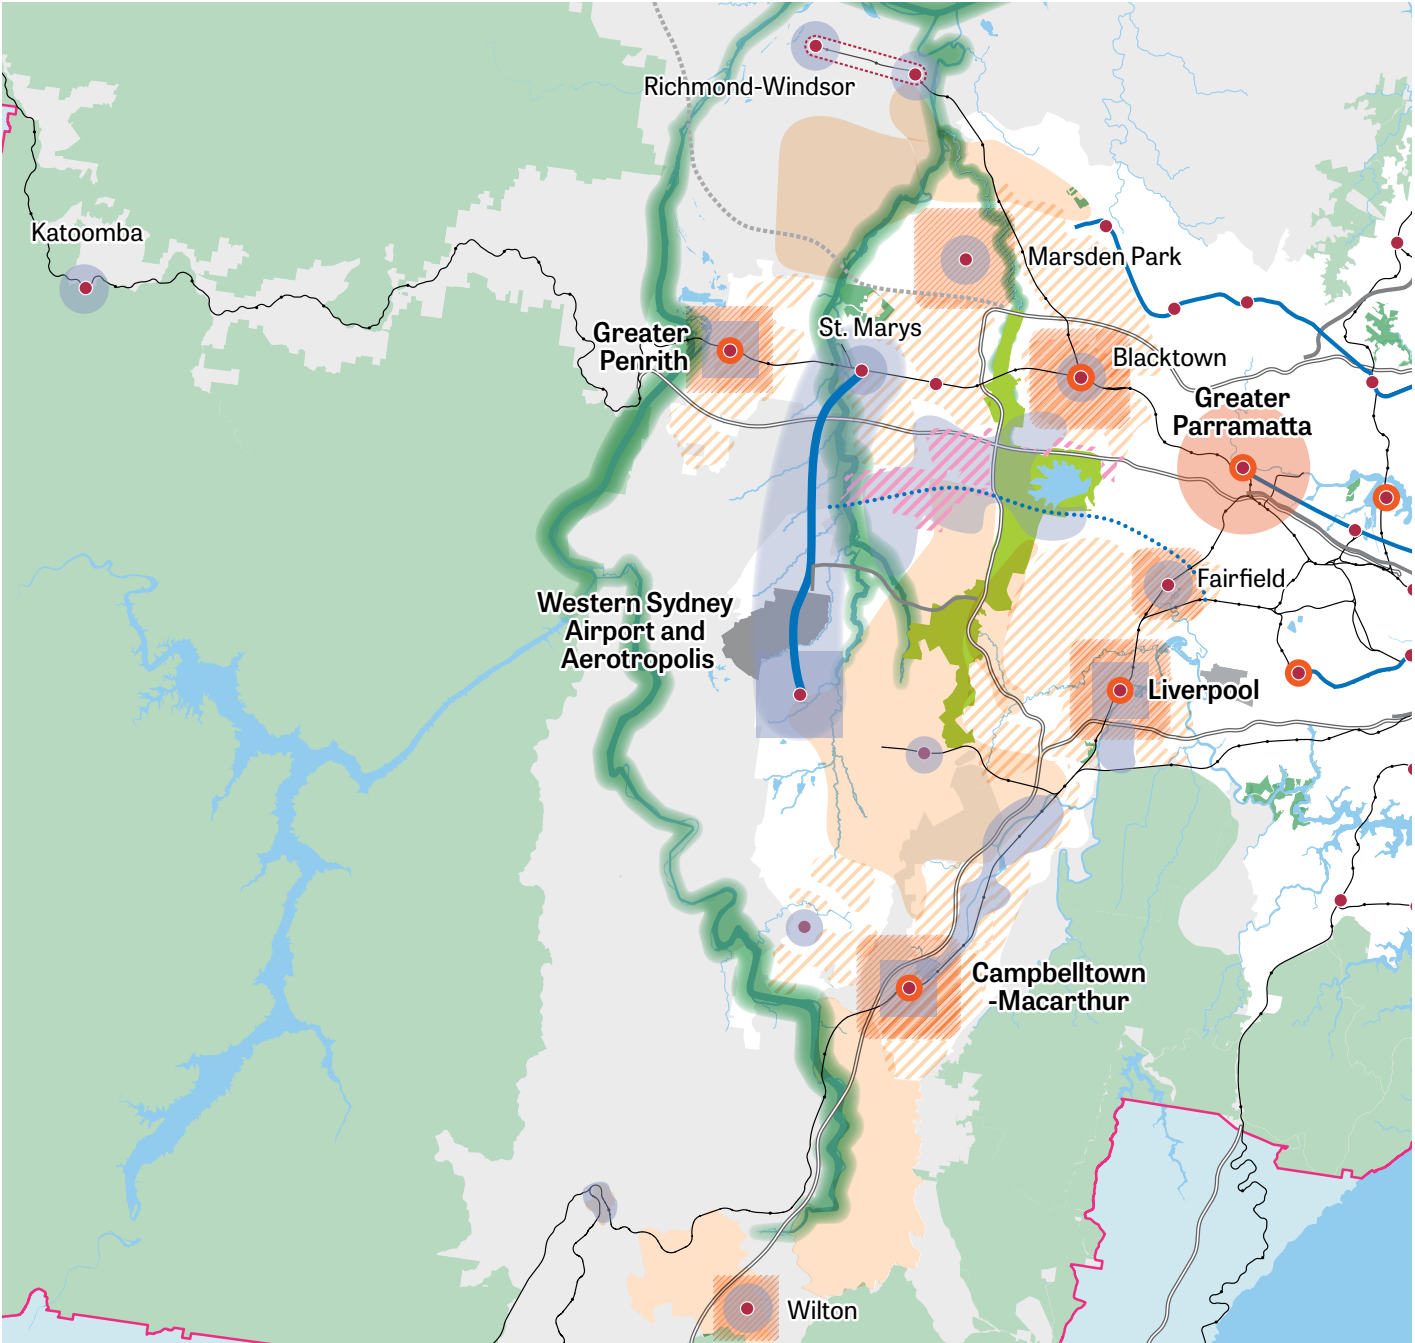 Richmond-Windsor
Katoomba
Marsden Park
St. Marys
Greater
Penrith
Blacktown
Greater
Parramatta
Fairfield
Western Sydney
Airport and
Aerotropolis
Liverpool
Campbelltown
-Macarthur
Wilton